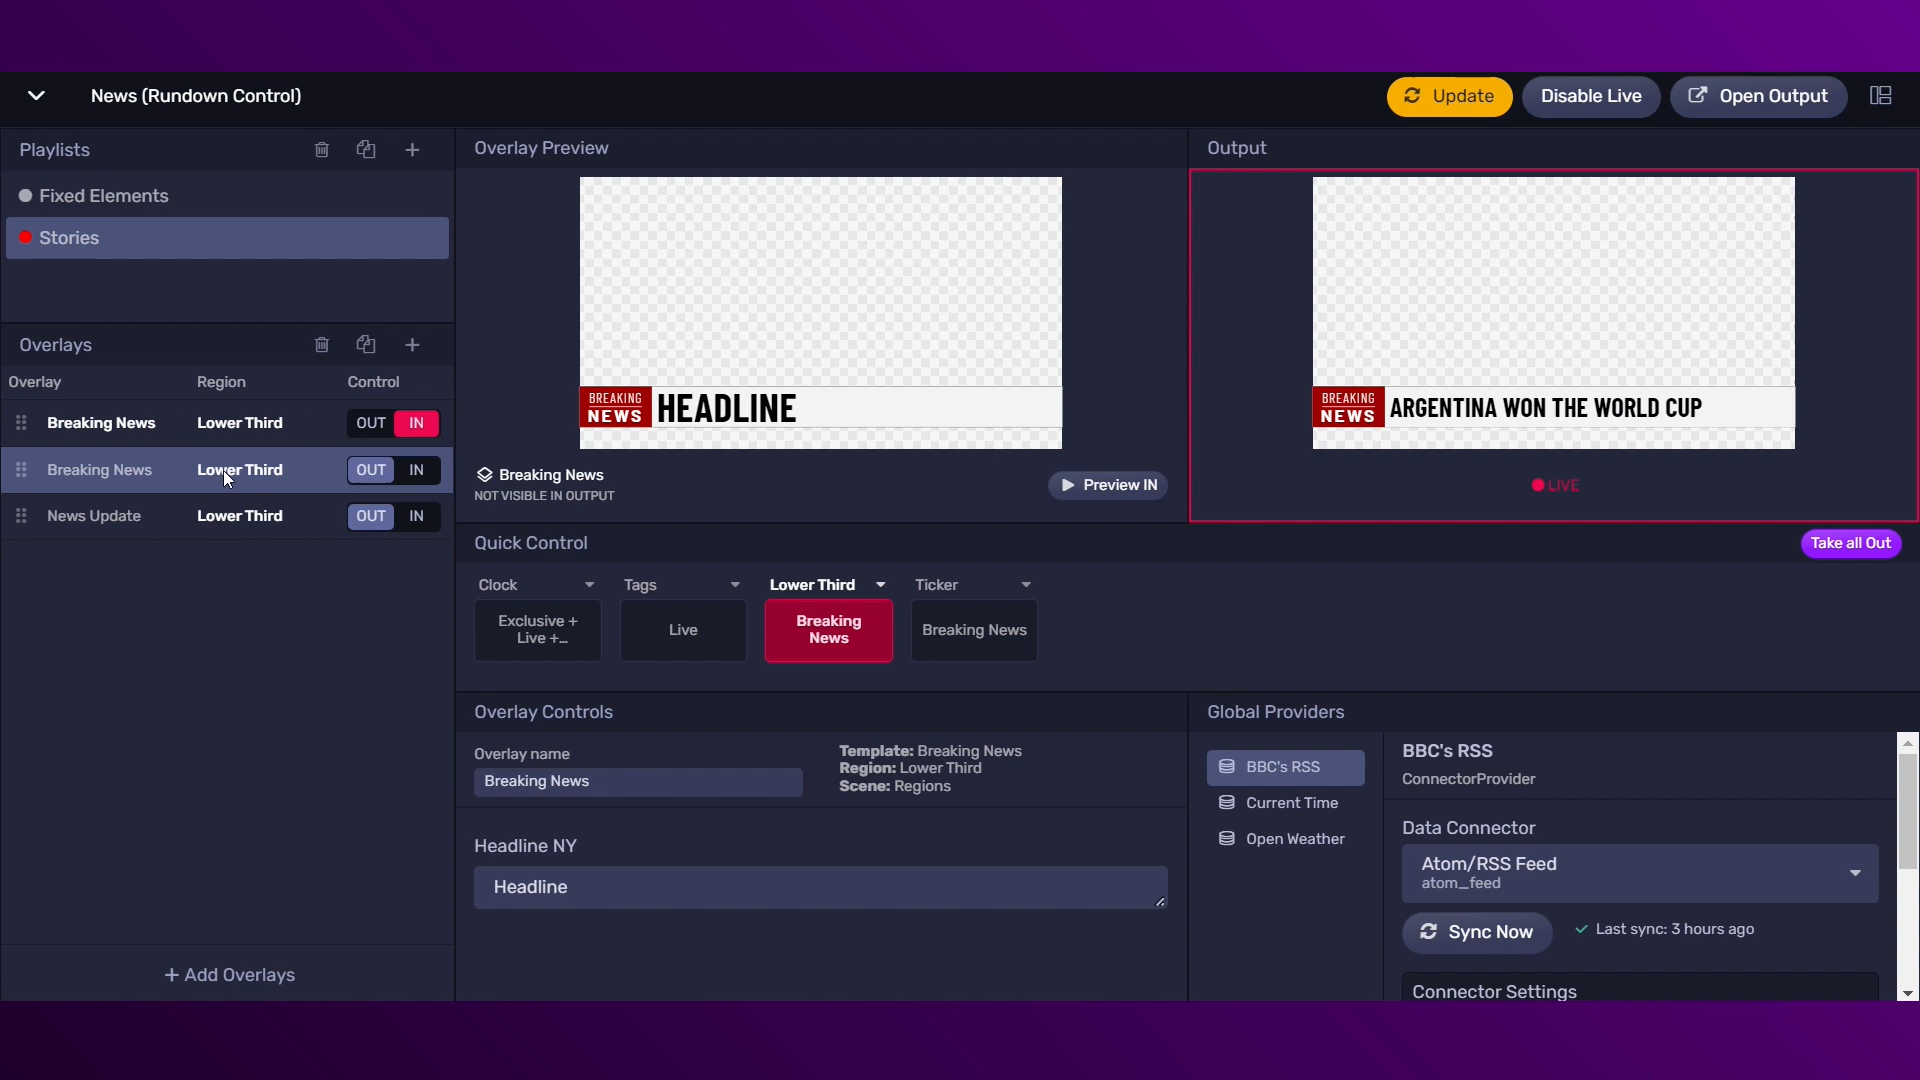 News (Rundown Control)
Update
Disable Live
Open Output
Playlists
Fixed Elements
Stories
Overlays
Overlay Region Control
Breaking News Lower Third OUT IN
Breaking News Lower Third OUT IN
News Update Lower Third OUT IN
+ Add Overlays
Overlay Preview
BREAKING
NEWS
HEADLINE
Breaking News
NOT VISIBLE IN OUTPUT
Preview IN
Output
BREAKING
NEWS
ARGENTINA WON THE WORLD CUP
LIVE
Quick Control
Take all Out
Clock
Exclusive +
Live +...
Tags
Live
Lower Third
Breaking
News
Ticker
Breaking News
Overlay Controls
Overlay name
Breaking News
Template: Breaking News
Region: Lower Third
Scene: Regions
Headline NY
Headline
Global Providers
BBC's RSS
Current Time
Open Weather
BBC's RSS
ConnectorProvider
Data Connector
Atom/RSS Feed
atom_feed
Sync Now
Last sync: 3 hours ago
Connector Settings